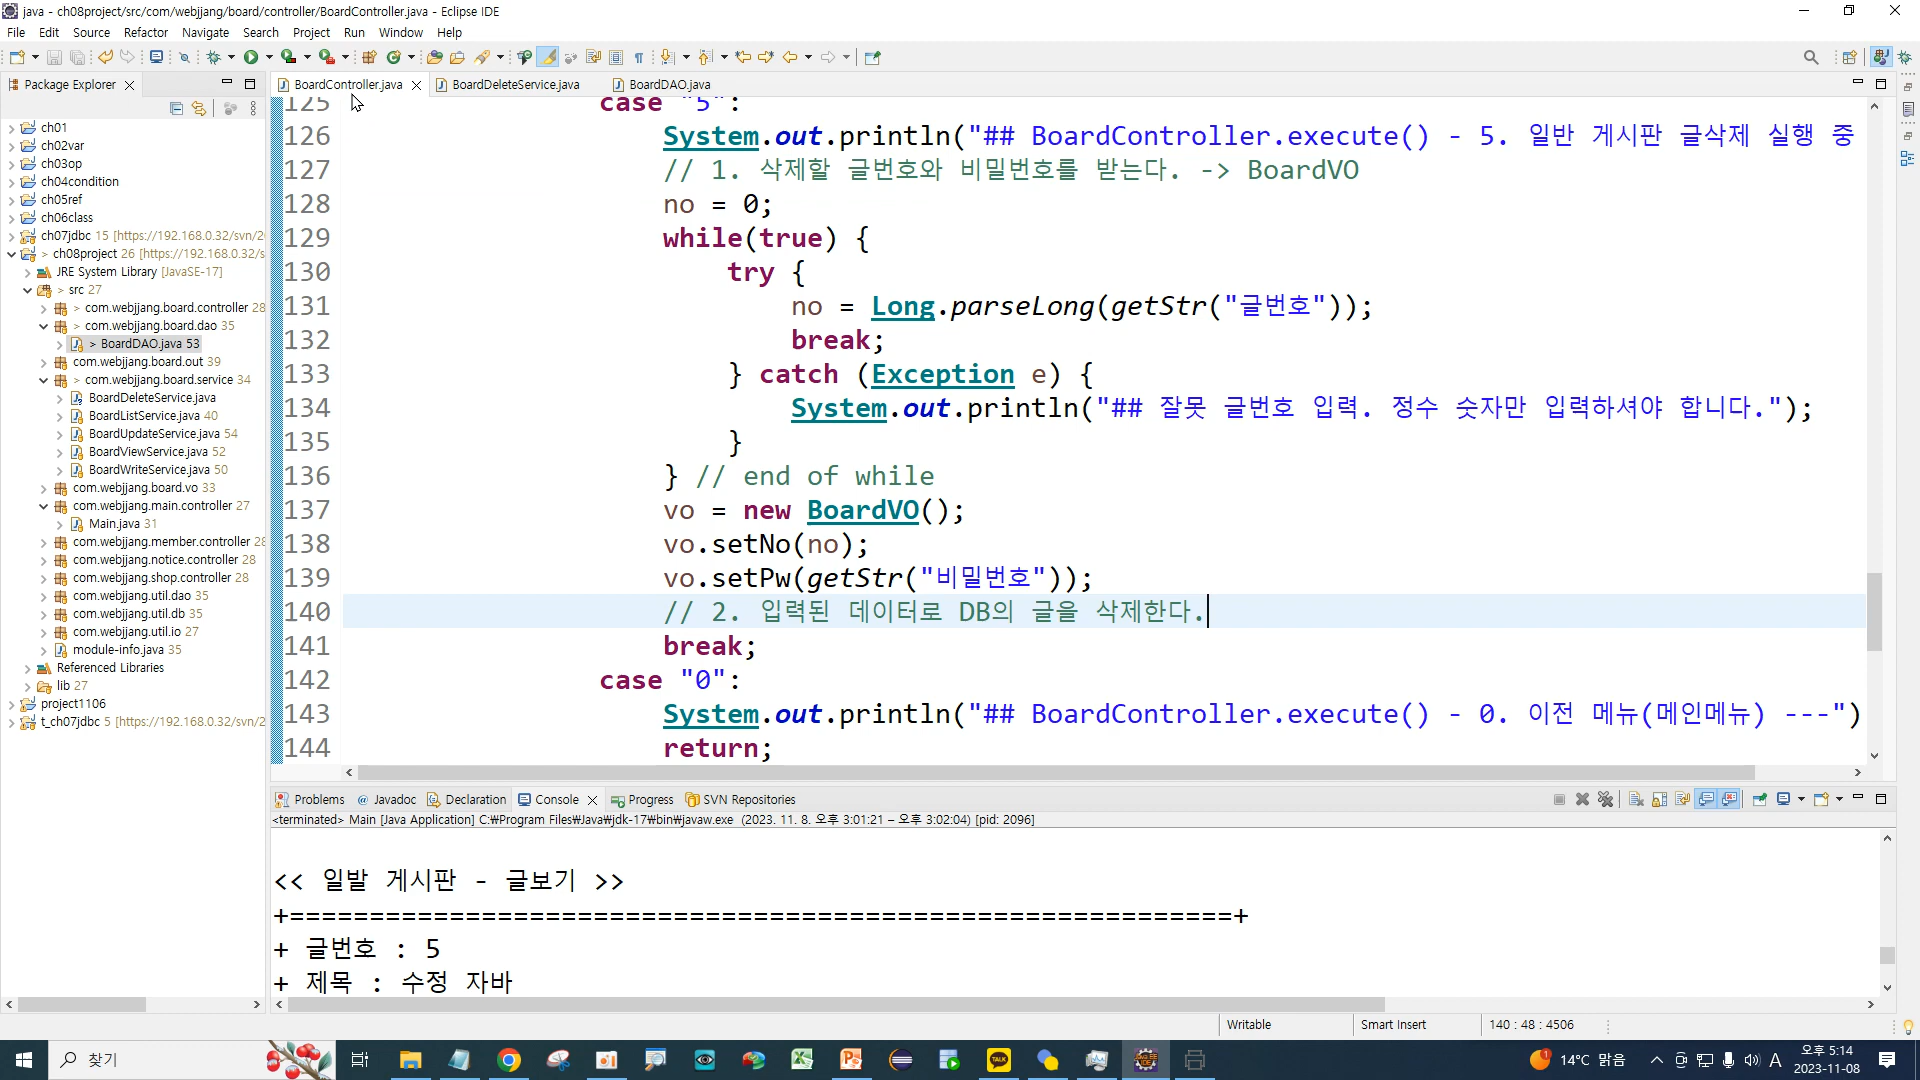 java - ch08project/src/com/webjjang/board/controller/BoardController.java - Eclipse IDE
File Edit Source Refactor Navigate Search Project Run Window Help
Package Explorer
BoardController.java BoardDeleteService.java BoardDAO.java
ch01
ch02var
ch03op
ch04condition
ch05ref
ch06class
ch07jdbc 15 [https://192.168.0.32/svn/2
> ch08project 26 [https://192.168.0.32/s
JRE System Library [JavaSE-17]
> src 27
> com.webjjang.board.controller 28
> com.webjjang.board.dao 35
> BoardDAO.java 53
com.webjjang.board.out 39
> com.webjjang.board.service 34
BoardDeleteService.java
BoardListService.java 40
BoardUpdateService.java 54
BoardViewService.java 52
BoardWriteService.java 50
com.webjjang.board.vo 33
com.webjjang.main.controller 27
Main.java 31
com.webjjang.member.controller 28
com.webjjang.notice.controller 28
com.webjjang.shop.controller 28
com.webjjang.util.dao 35
com.webjjang.util.db 35
com.webjjang.util.io 27
module-info.java 35
Referenced Libraries
lib 27
project1106
t_ch07jdbc 5 [https://192.168.0.32/svn/2
125 case "5":
126 System.out.println("## BoardController.execute() - 5. 일반 게시판 글삭제 실행 중
127 // 1. 삭제할 글번호와 비밀번호를 받는다. -> BoardVO
128 no = 0;
129 while(true) {
130 try {
131 no = Long.parseLong(getStr("글번호"));
132 break;
133 } catch (Exception e) {
134 System.out.println("## 잘못 글번호 입력. 정수 숫자만 입력하셔야 합니다.");
135 }
136 } // end of while
137 vo = new BoardVO();
138 vo.setNo(no);
139 vo.setPw(getStr("비밀번호"));
140 // 2. 입력된 데이터로 DB의 글을 삭제한다.
141 break;
142 case "0":
143 System.out.println("## BoardController.execute() - 0. 이전 메뉴(메인메뉴) ---")
144 return;
Problems @ Javadoc Declaration Console Progress SVN Repositories
<terminated> Main [Java Application] C:₩Program Files₩Java₩jdk-17₩bin₩javaw.exe (2023. 11. 8. 오후 3:01:21 – 오후 3:02:04) [pid: 2096]
<< 일발 게시판 - 글보기 >>
+===========================================================+
+ 글번호 : 5
+ 제목 : 수정 자바
Writable Smart Insert 140 : 48 : 4506
찾기
14°C 맑음
A
오후 5:14
2023-11-08